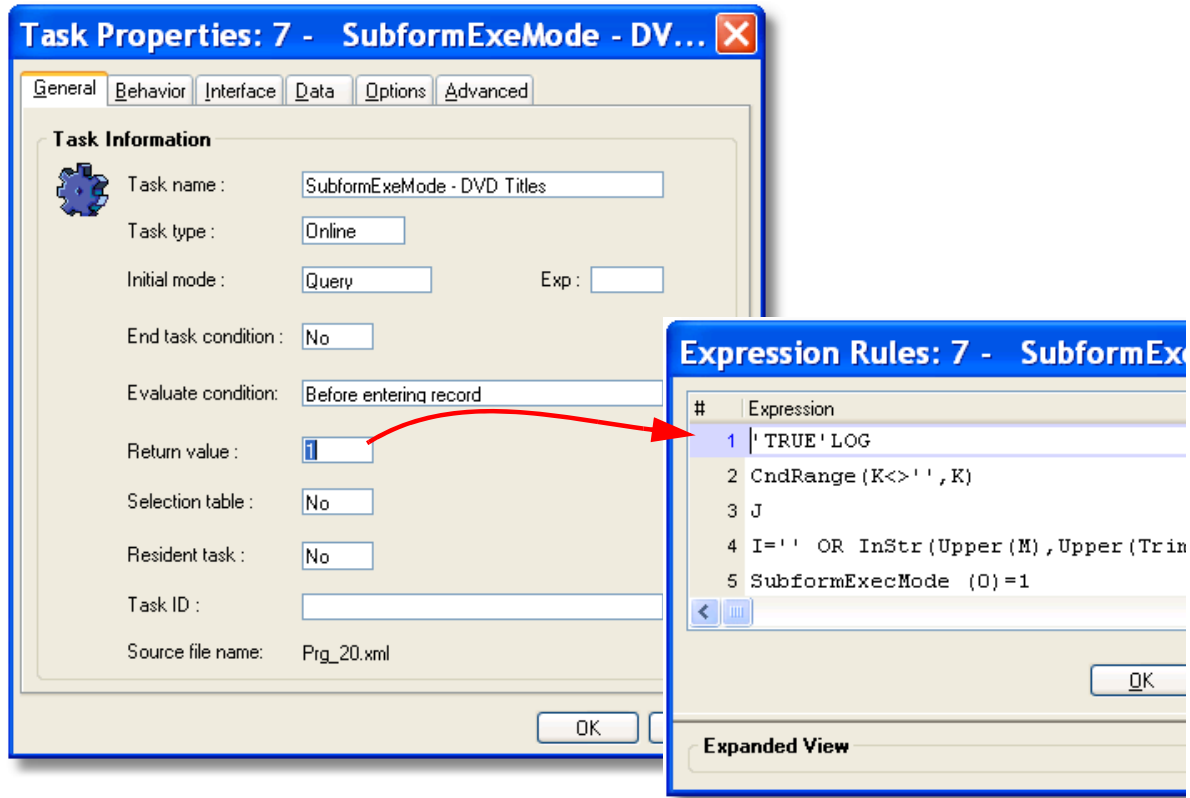 Task Properties: 7 - SubformExeMode - DV...
General Behavior Interface Data Options Advanced
Task Information
Task name : SubformExeMode - DVD Titles
Task type : Online
Initial mode : Query Exp :
End task condition : No
Evaluate condition: Before entering record
Return value : 1
Selection table : No
Resident task : No
Task ID :
Source file name: Prg_20.xml
OK
Expression Rules: 7 - SubformExe
# Expression
1 'TRUE'LOG
2 CndRange(K<>'',K)
3 J
4 I='' OR InStr(Upper(M),Upper(Trim
5 SubformExecMode (0)=1
OK
Expanded View